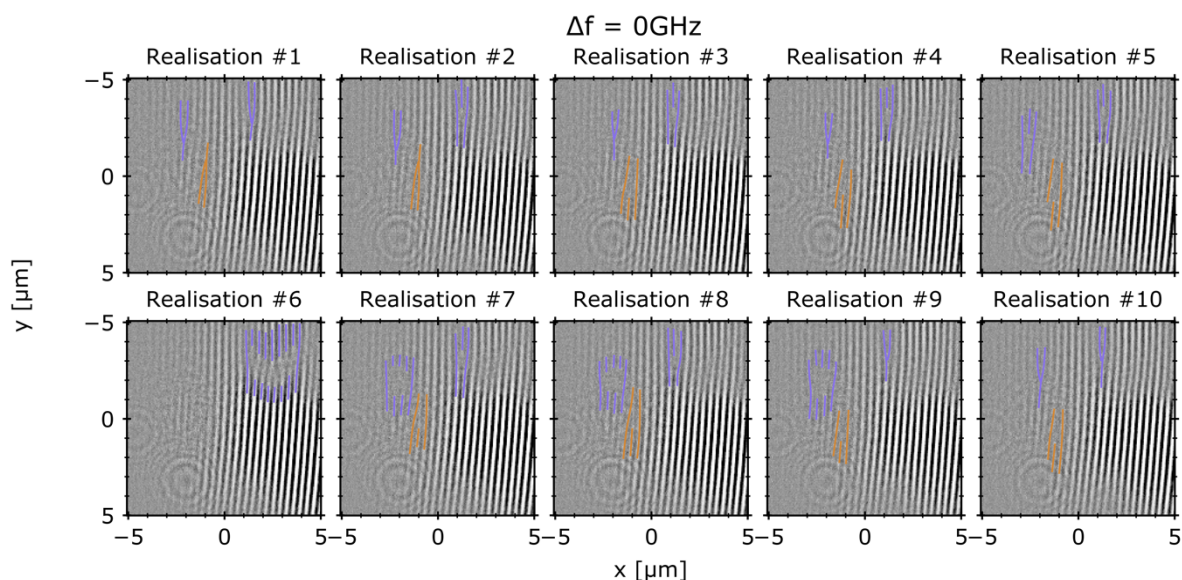 Δf = 0GHz
Realisation #1 Realisation #2 Realisation #3 Realisation #4 Realisation #5
−5
0
5
Realisation #6 Realisation #7 Realisation #8 Realisation #9 Realisation #10
−5
0
5
−5 0 5 −5 0 5 −5 0 5 −5 0 5 −5 0 5
y [μm]
x [μm]